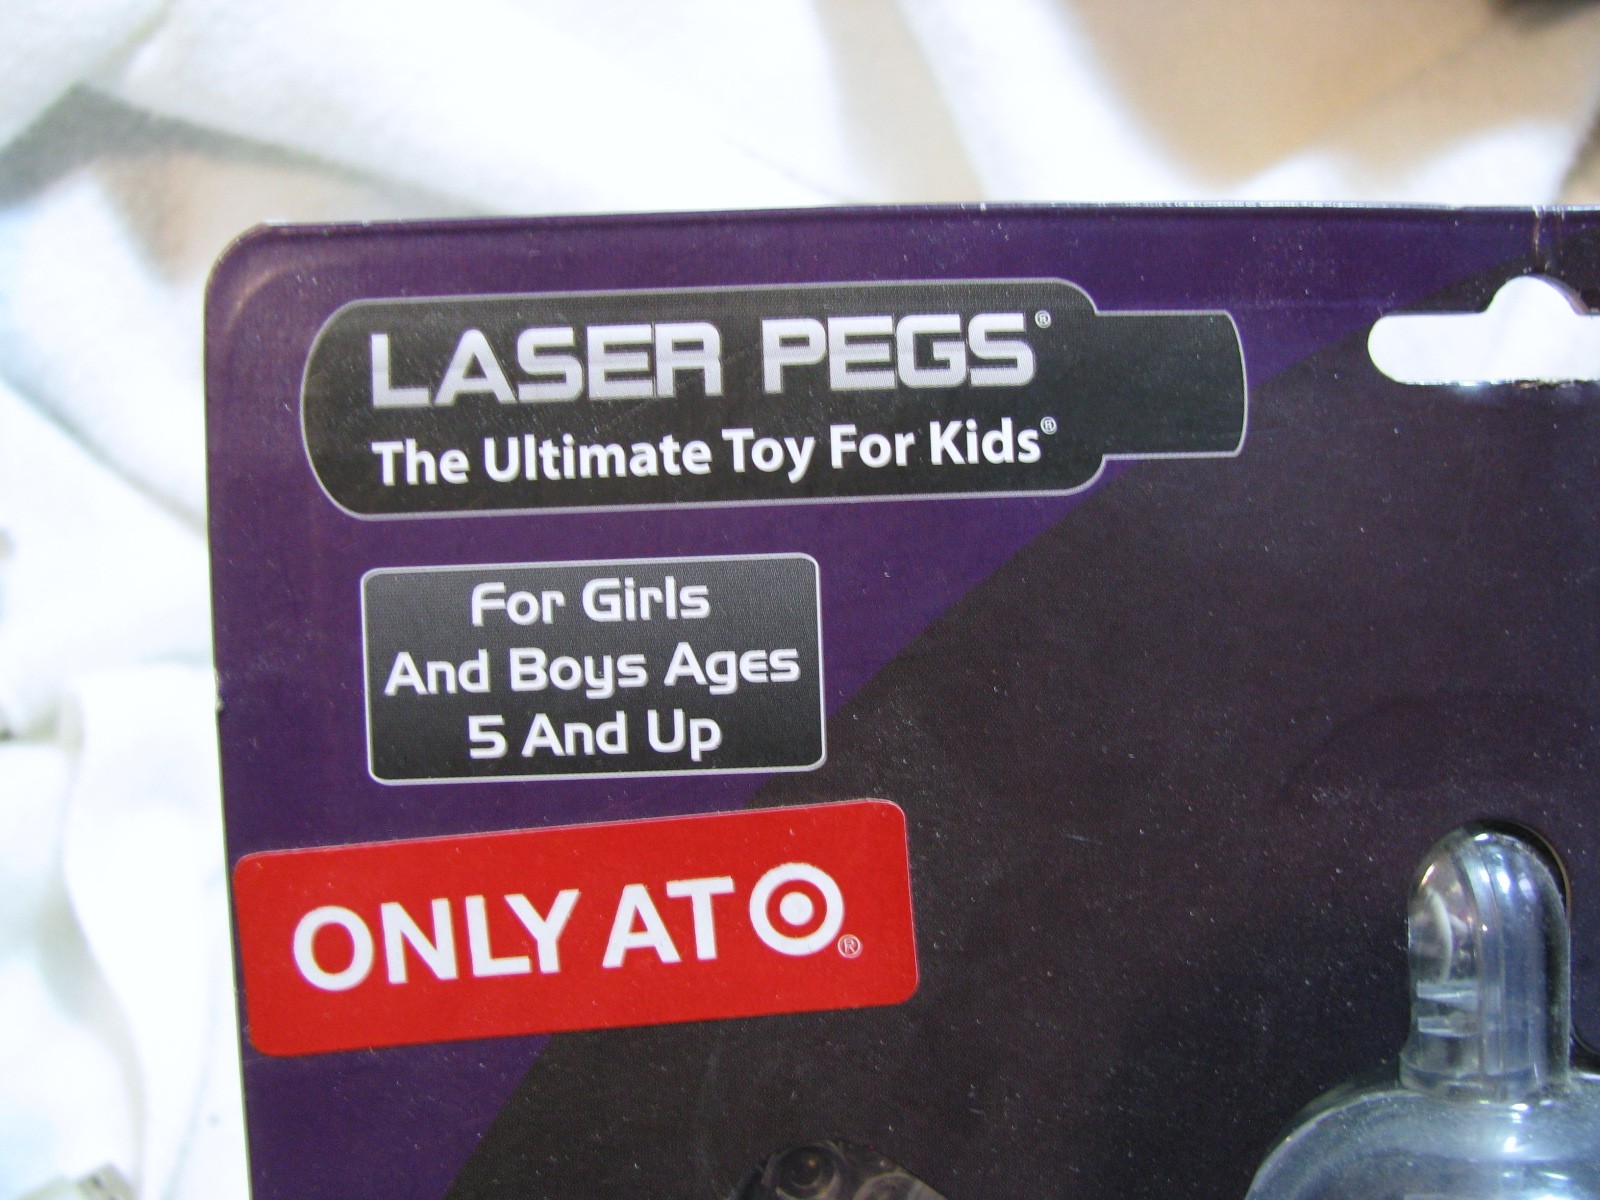 LASER PEGS®
The Ultimate Toy For Kids®
For Girls
And Boys Ages
5 And Up
ONLY AT ®